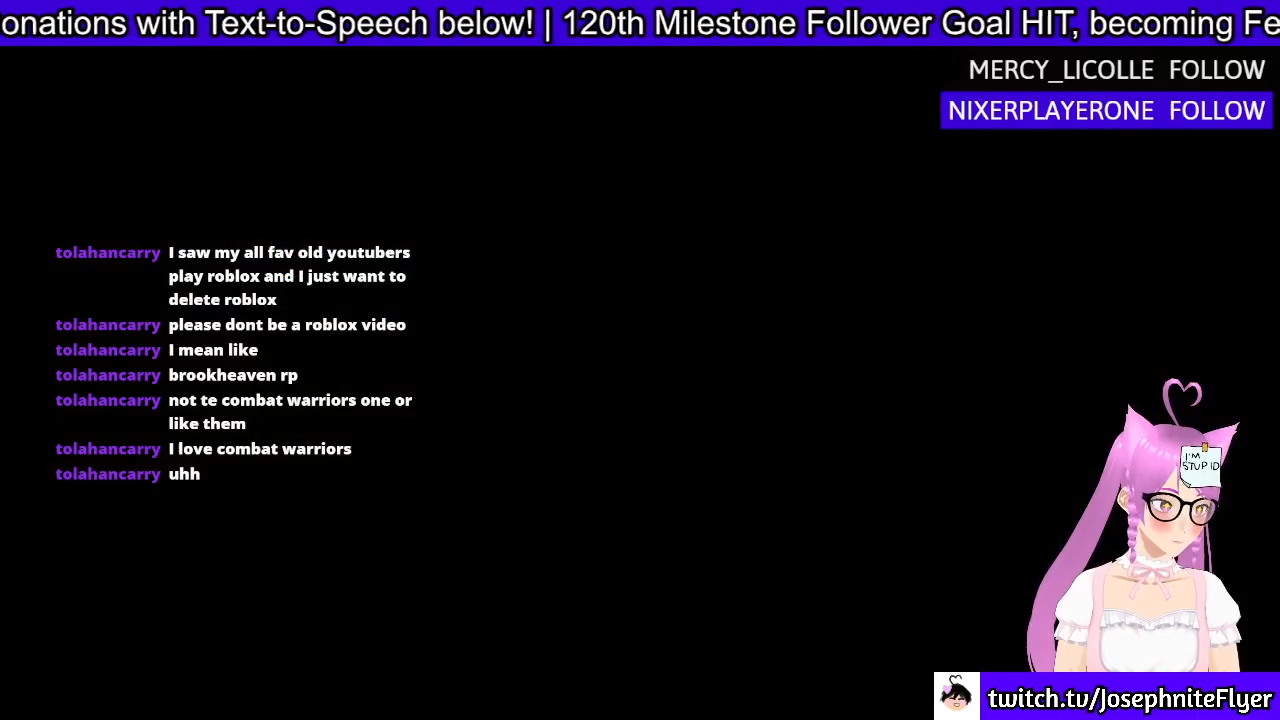 onations with Text-to-Speech below! | 120th Milestone Follower Goal HIT, becoming Fe
MERCY_LICOLLE FOLLOW
NIXERPLAYERONE FOLLOW
tolahancarry I saw my all fav old youtubers
play roblox and I just want to
delete roblox
tolahancarry please dont be a roblox video
tolahancarry I mean like
tolahancarry brookheaven rp
tolahancarry not te combat warriors one or
like them
tolahancarry I love combat warriors
tolahancarry uhh
I'M
STUPID
twitch.tv/JosephniteFlyer